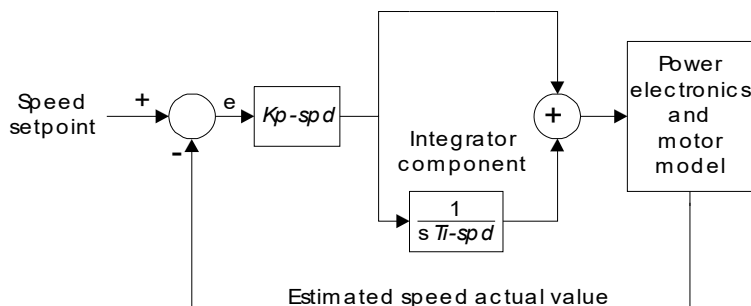 Speed
setpoint
+
-
e
Kp-spd
Integrator
component
1
s Ti-spd
+
Power
electronics
and
motor
model
Estimated speed actual value